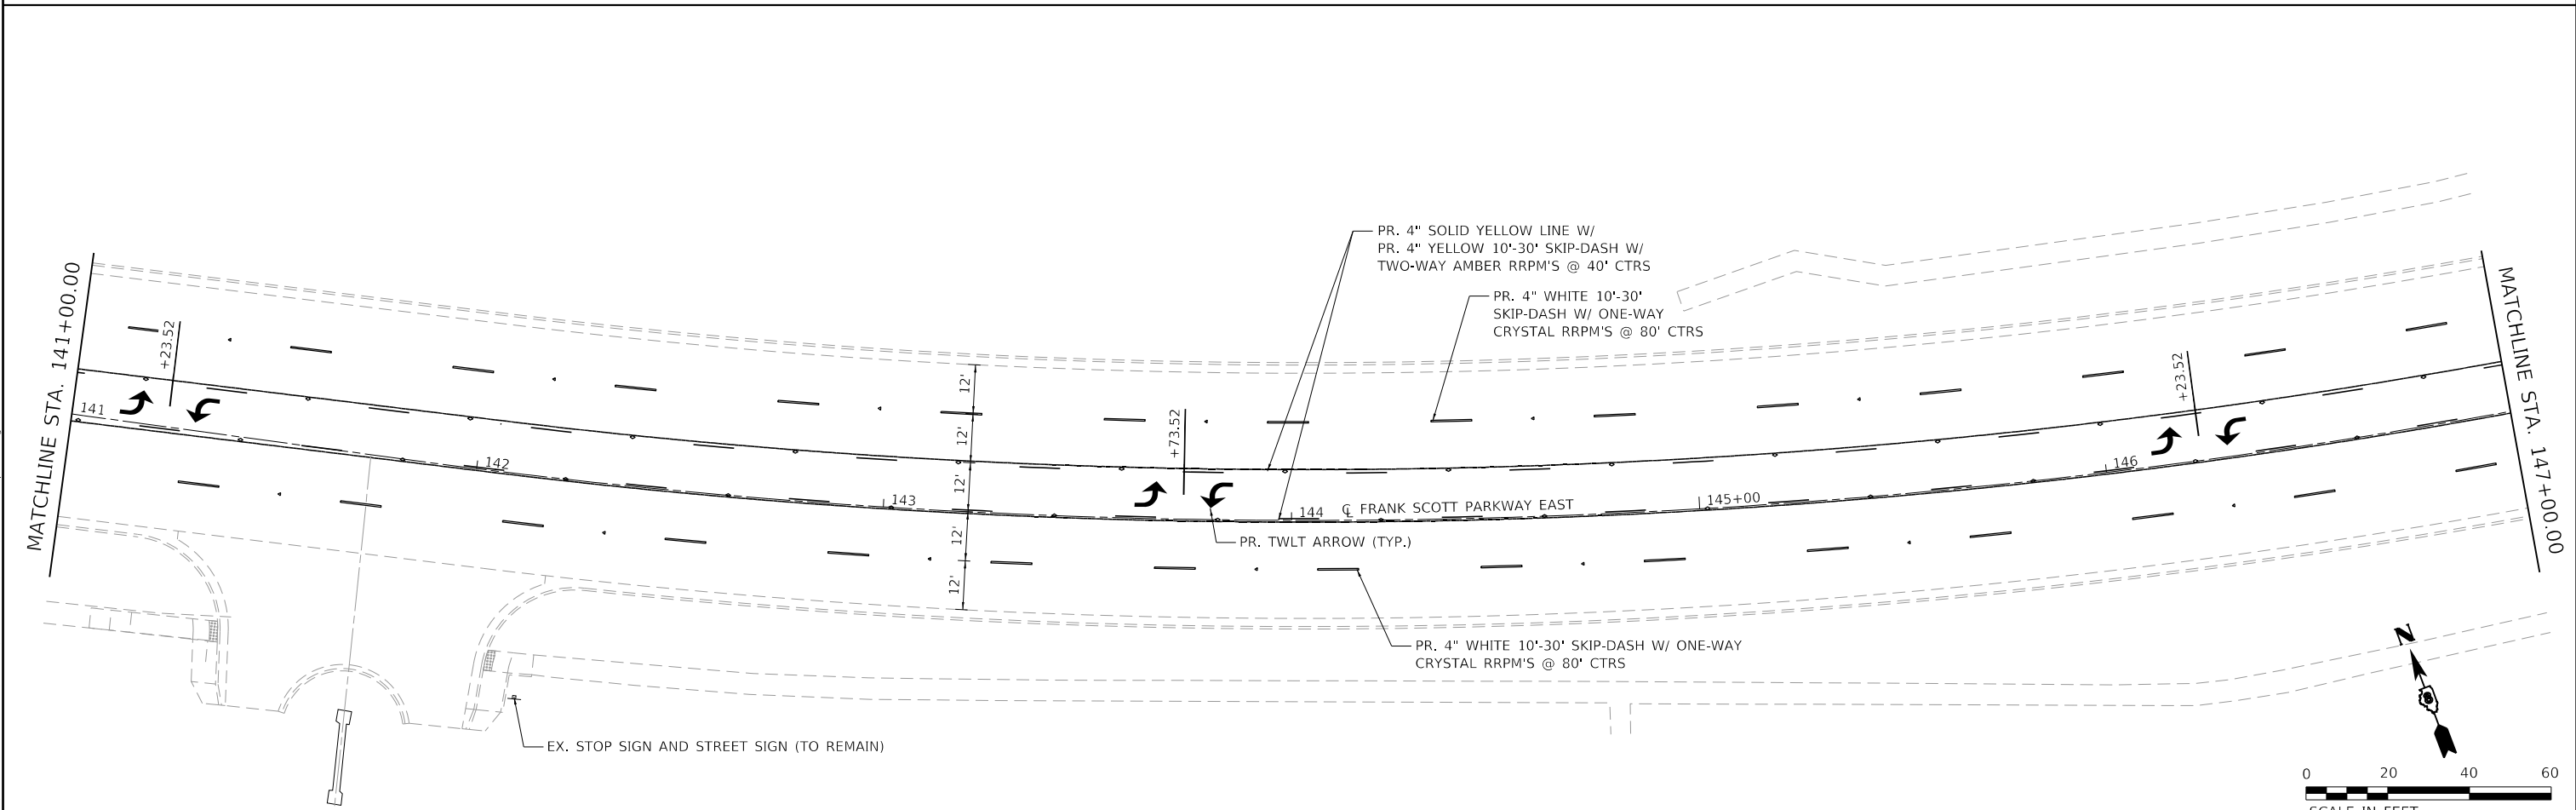 PR. 4" SOLID YELLOW LINE W/
PR. 4" YELLOW 10'-30' SKIP-DASH W/
TWO-WAY AMBER RRPM'S @ 40' CTRS
PR. 4" WHITE 10'-30'
SKIP-DASH W/ ONE-WAY
CRYSTAL RRPM'S @ 80' CTRS
MATCHLINE STA. 141+00.00
MATCHLINE STA. 147+00.00
+23.52
+73.52
+23.52
12'
12'
12'
12'
12'
141
142
143
144
℄ FRANK SCOTT PARKWAY EAST
145+00
146
PR. TWLT ARROW (TYP.)
PR. 4" WHITE 10'-30' SKIP-DASH W/ ONE-WAY
CRYSTAL RRPM'S @ 80' CTRS
EX. STOP SIGN AND STREET SIGN (TO REMAIN)
N
8
0 20 40 60
SCALE IN FEET